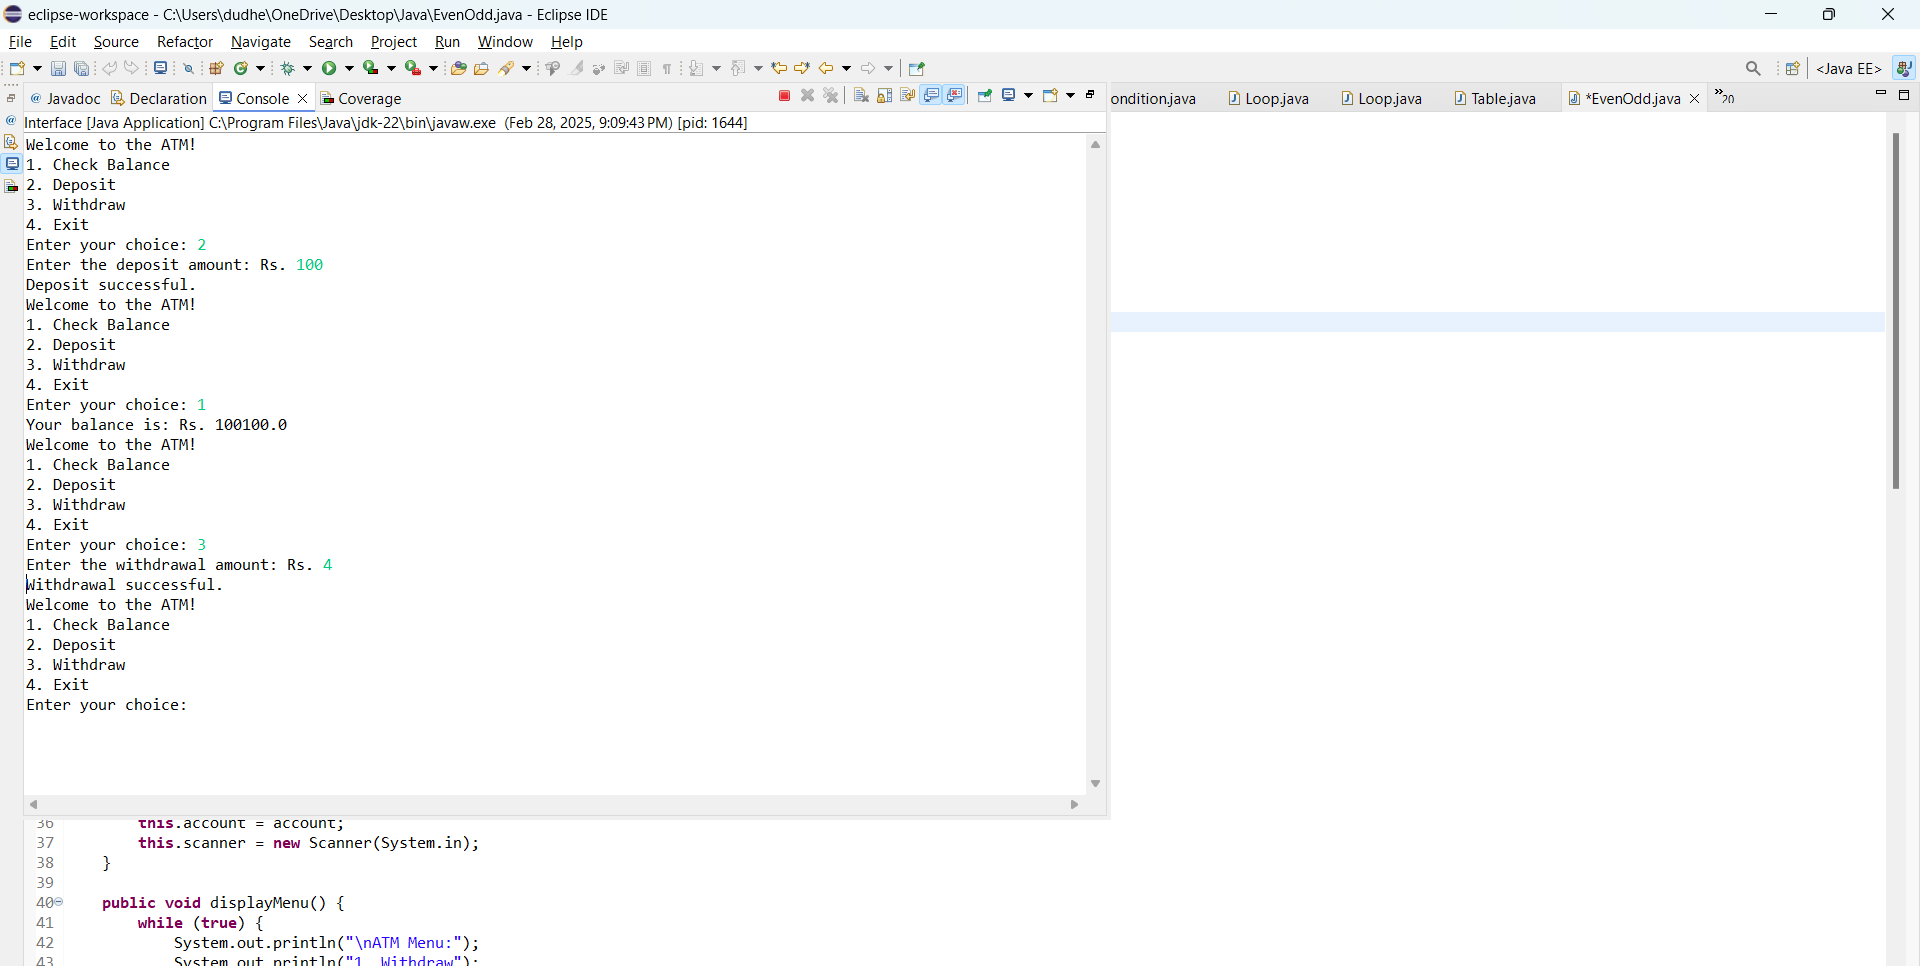 eclipse-workspace - C:\Users\dudhe\OneDrive\Desktop\Java\EvenOdd.java - Eclipse IDE
File Edit Source Refactor Navigate Search Project Run Window Help
<Java EE>
@ Javadoc Declaration Console Coverage
ondition.java Loop.java Loop.java Table.java *EvenOdd.java »20
Interface [Java Application] C:\Program Files\Java\jdk-22\bin\javaw.exe (Feb 28, 2025, 9:09:43 PM) [pid: 1644]
Welcome to the ATM!
1. Check Balance
2. Deposit
3. Withdraw
4. Exit
Enter your choice: 2
Enter the deposit amount: Rs. 100
Deposit successful.
Welcome to the ATM!
1. Check Balance
2. Deposit
3. Withdraw
4. Exit
Enter your choice: 1
Your balance is: Rs. 100100.0
Welcome to the ATM!
1. Check Balance
2. Deposit
3. Withdraw
4. Exit
Enter your choice: 3
Enter the withdrawal amount: Rs. 4
Withdrawal successful.
Welcome to the ATM!
1. Check Balance
2. Deposit
3. Withdraw
4. Exit
Enter your choice:
36 this.account = account;
37 this.scanner = new Scanner(System.in);
38 }
39
40 public void displayMenu() {
41 while (true) {
42 System.out.println("\nATM Menu:");
43 System.out.println("1. Withdraw");